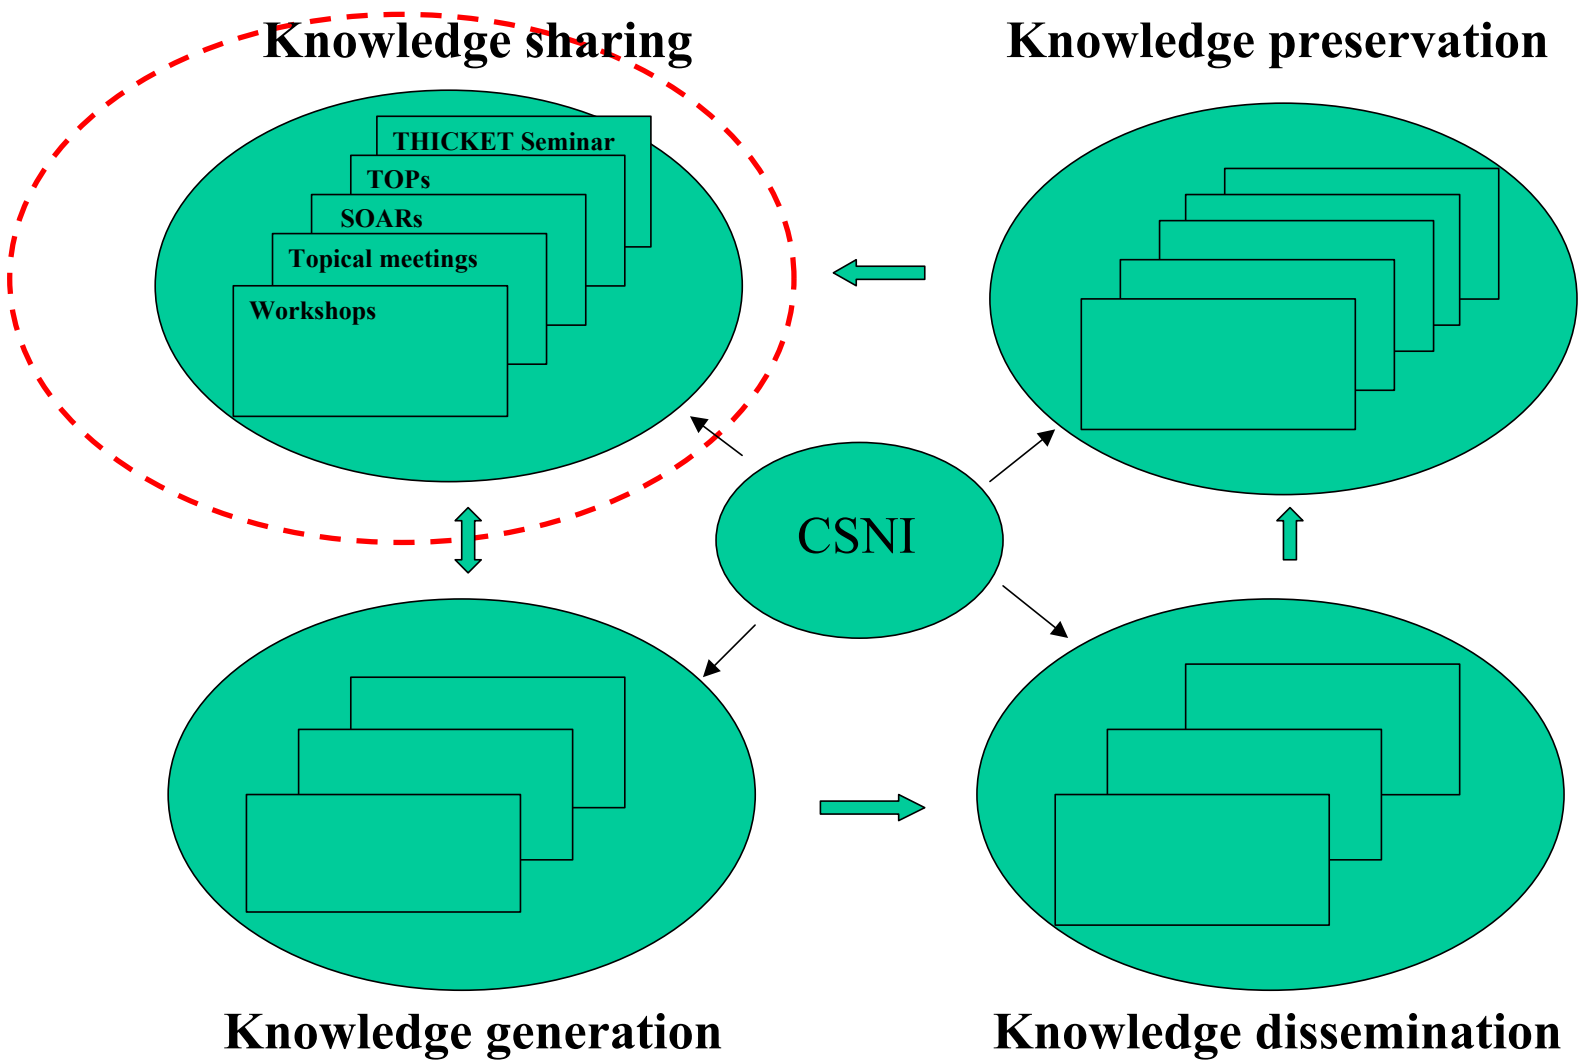 Knowledge sharing
Knowledge preservation
THICKET Seminar
TOPs
SOARs
Topical meetings
Workshops
CSNI
Knowledge generation
Knowledge dissemination